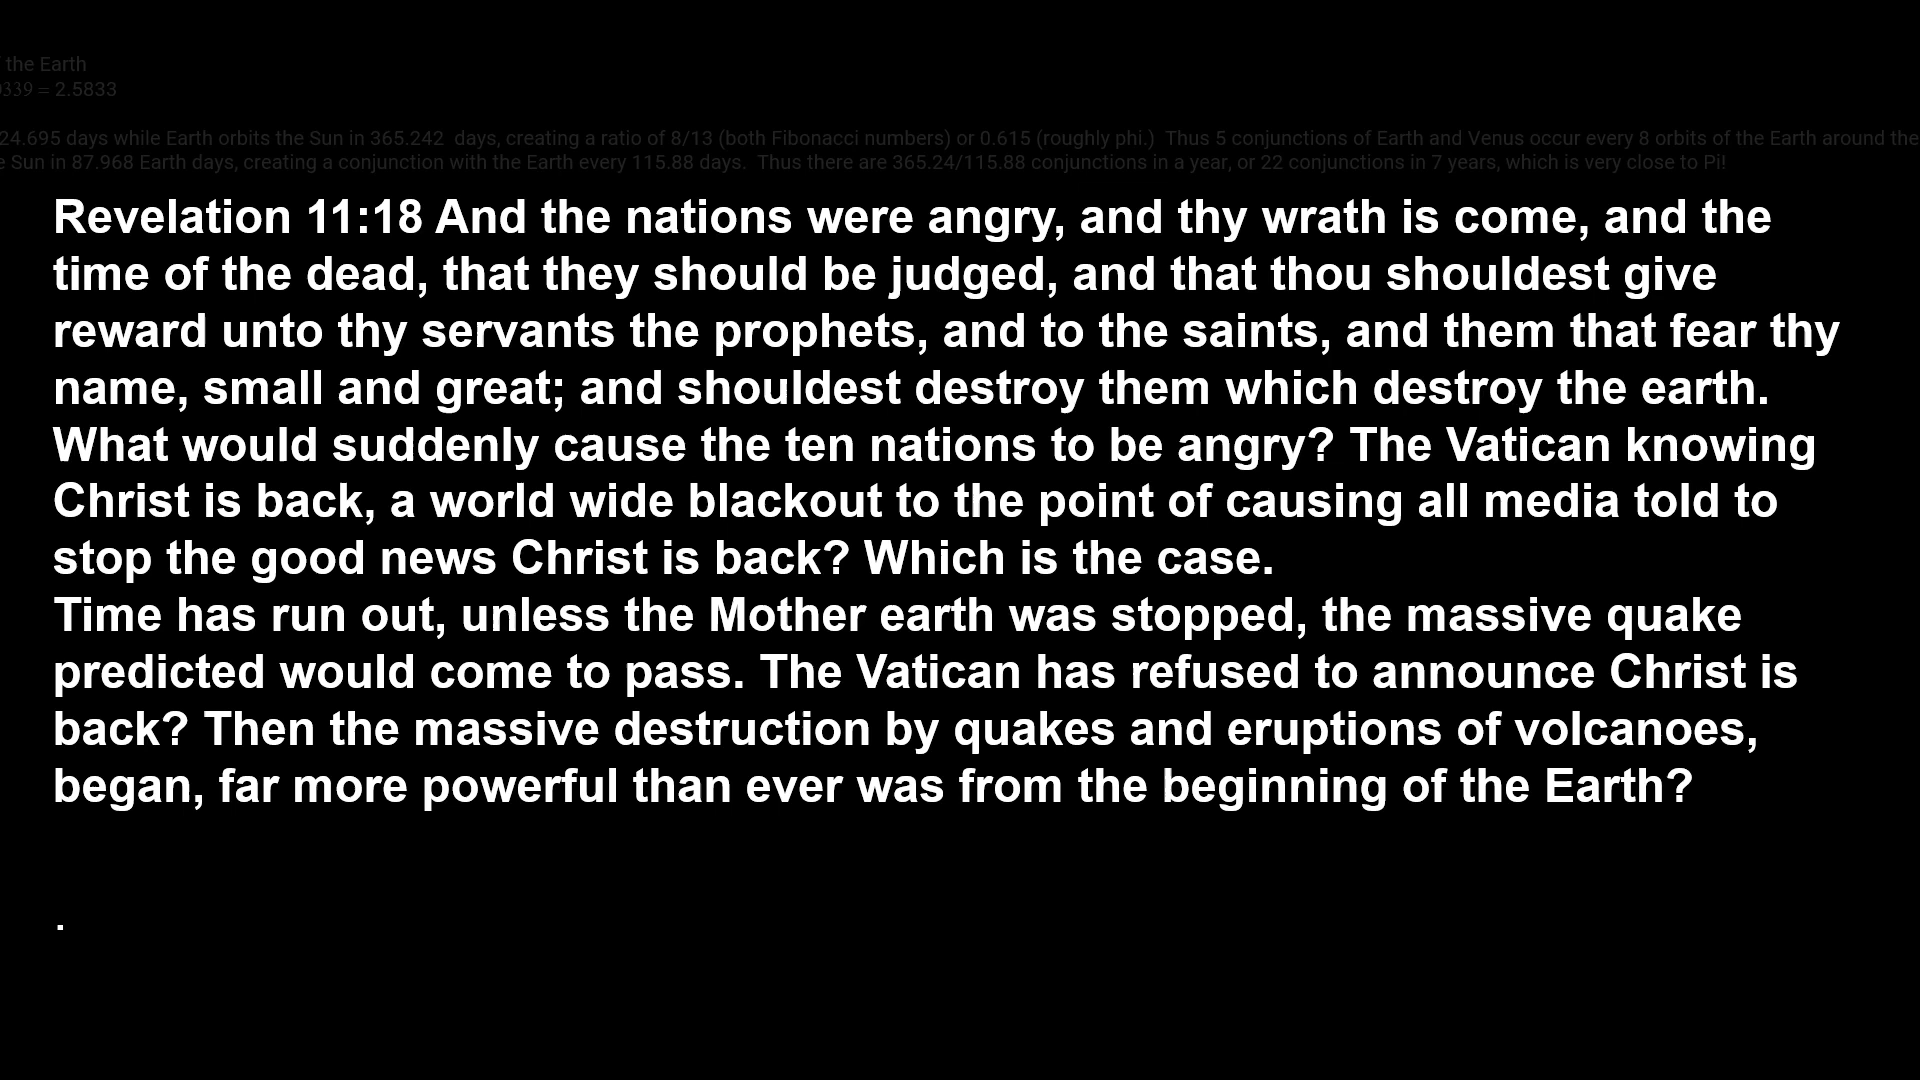 the Earth
339 = 2.5833
24.695 days while Earth orbits the Sun in 365.242 days, creating a ratio of 8/13 (both Fibonacci numbers) or 0.615 (roughly phi.) Thus 5 conjunctions of Earth and Venus occur every 8 orbits of the Earth around the
Sun in 87.968 Earth days, creating a conjunction with the Earth every 115.88 days. Thus there are 365.24/115.88 conjunctions in a year, or 22 conjunctions in 7 years, which is very close to Pi!
Revelation 11:18 And the nations were angry, and thy wrath is come, and the
time of the dead, that they should be judged, and that thou shouldest give
reward unto thy servants the prophets, and to the saints, and them that fear thy
name, small and great; and shouldest destroy them which destroy the earth.
What would suddenly cause the ten nations to be angry? The Vatican knowing
Christ is back, a world wide blackout to the point of causing all media told to
stop the good news Christ is back? Which is the case.
Time has run out, unless the Mother earth was stopped, the massive quake
predicted would come to pass. The Vatican has refused to announce Christ is
back? Then the massive destruction by quakes and eruptions of volcanoes,
began, far more powerful than ever was from the beginning of the Earth?
.